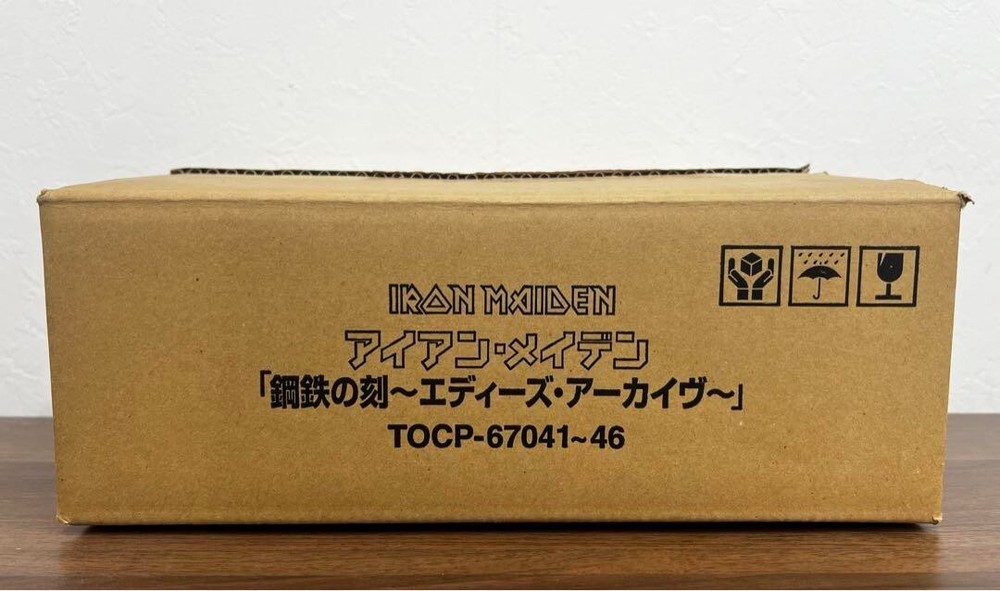 IRON MAIDEN
アイアン・メイデン
「鋼鉄の刻～エディーズ・アーカイヴ～」
TOCP-67041~46